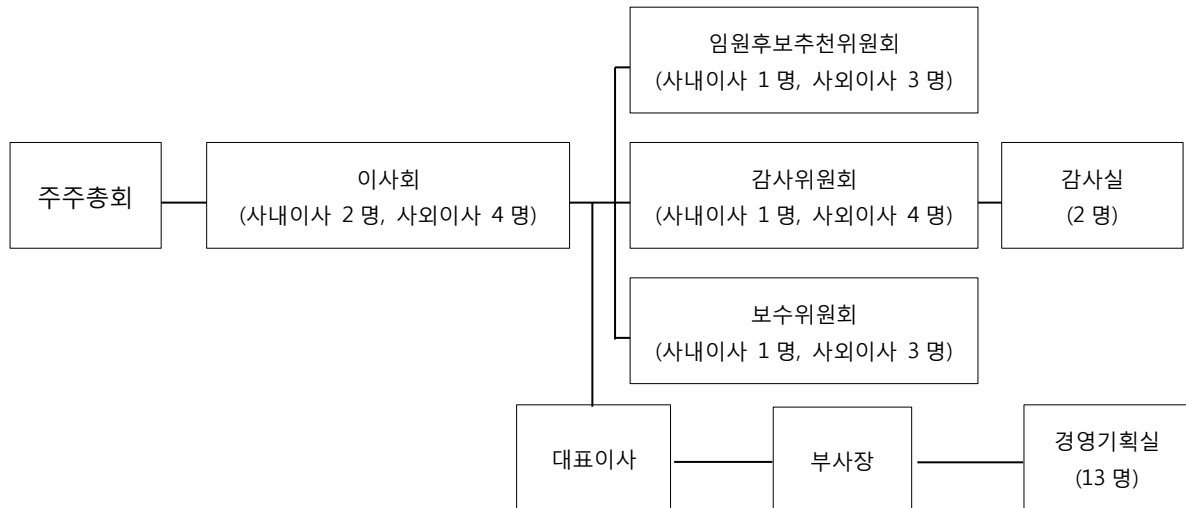 임원후보추천위원회
(사내이사 1 명, 사외이사 3 명)
주주총회
이사회
(사내이사 2 명, 사외이사 4 명)
감사위원회
(사내이사 1 명, 사외이사 4 명)
감사실
(2 명)
보수위원회
(사내이사 1 명, 사외이사 3 명)
대표이사
부사장
경영기획실
(13 명)